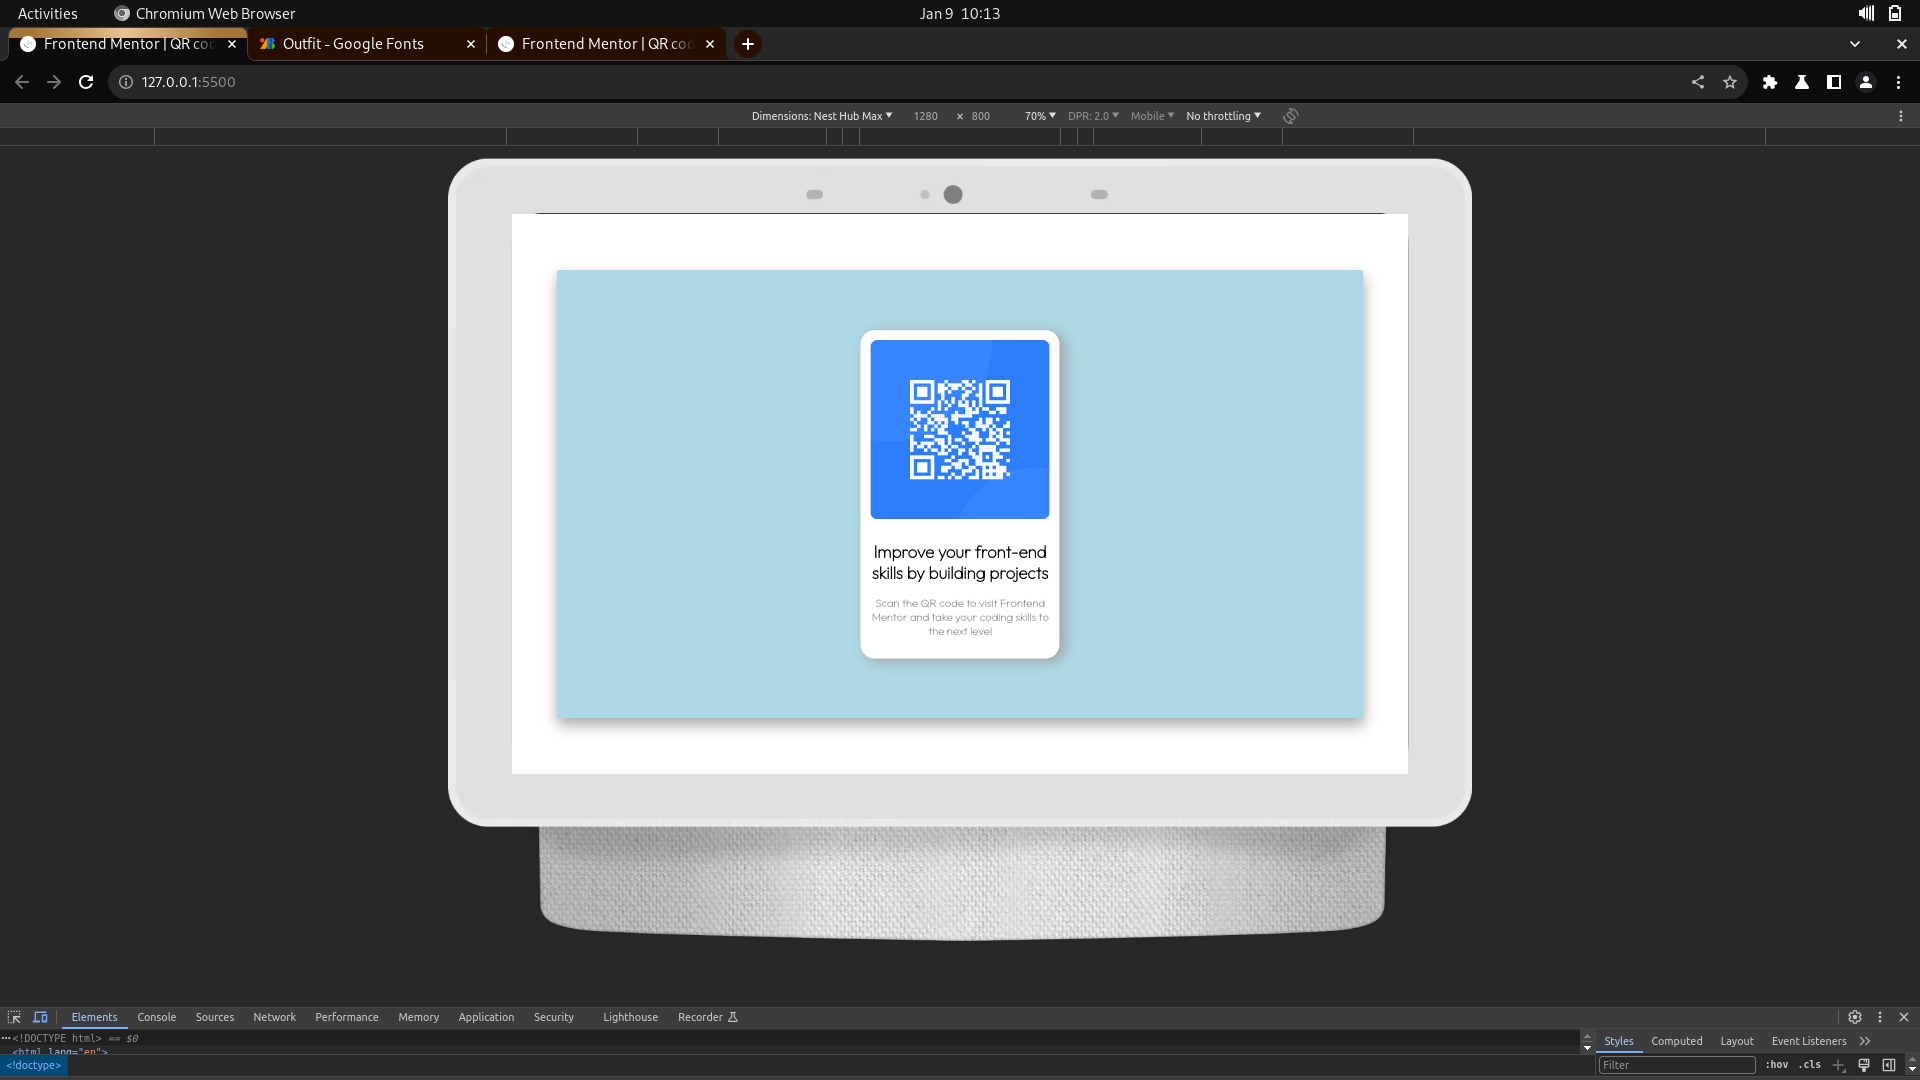 Activities
Chromium Web Browser
Jan 9 10:13
Frontend Mentor | QR co
Outfit - Google Fonts
Frontend Mentor | QR co
127.0.0.1:5500
Dimensions: Nest Hub Max
1280
×
800
70%
DPR: 2.0
Mobile
No throttling
Improve your front-end
skills by building projects
Scan the QR code to visit Frontend
Mentor and take your coding skills to
the next level
Elements
Console
Sources
Network
Performance
Memory
Application
Security
Lighthouse
Recorder
<!DOCTYPE html> == $0
<html lang="en">
<!doctype>
Styles
Computed
Layout
Event Listeners
Filter
:hov
.cls